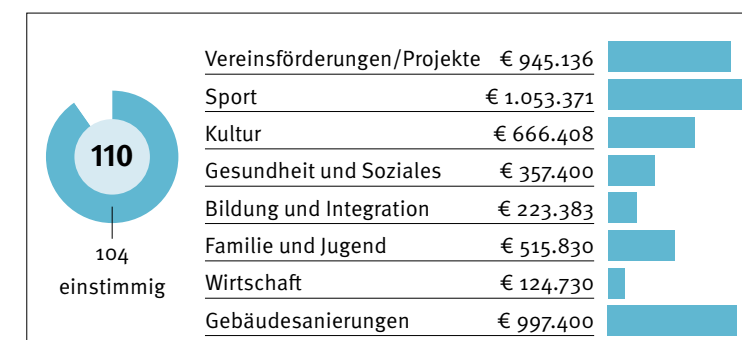 110
104
einstimmig
Vereinsförderungen/Projekte € 945.136
Sport € 1.053.371
Kultur € 666.408
Gesundheit und Soziales € 357.400
Bildung und Integration € 223.383
Familie und Jugend € 515.830
Wirtschaft € 124.730
Gebäudesanierungen € 997.400